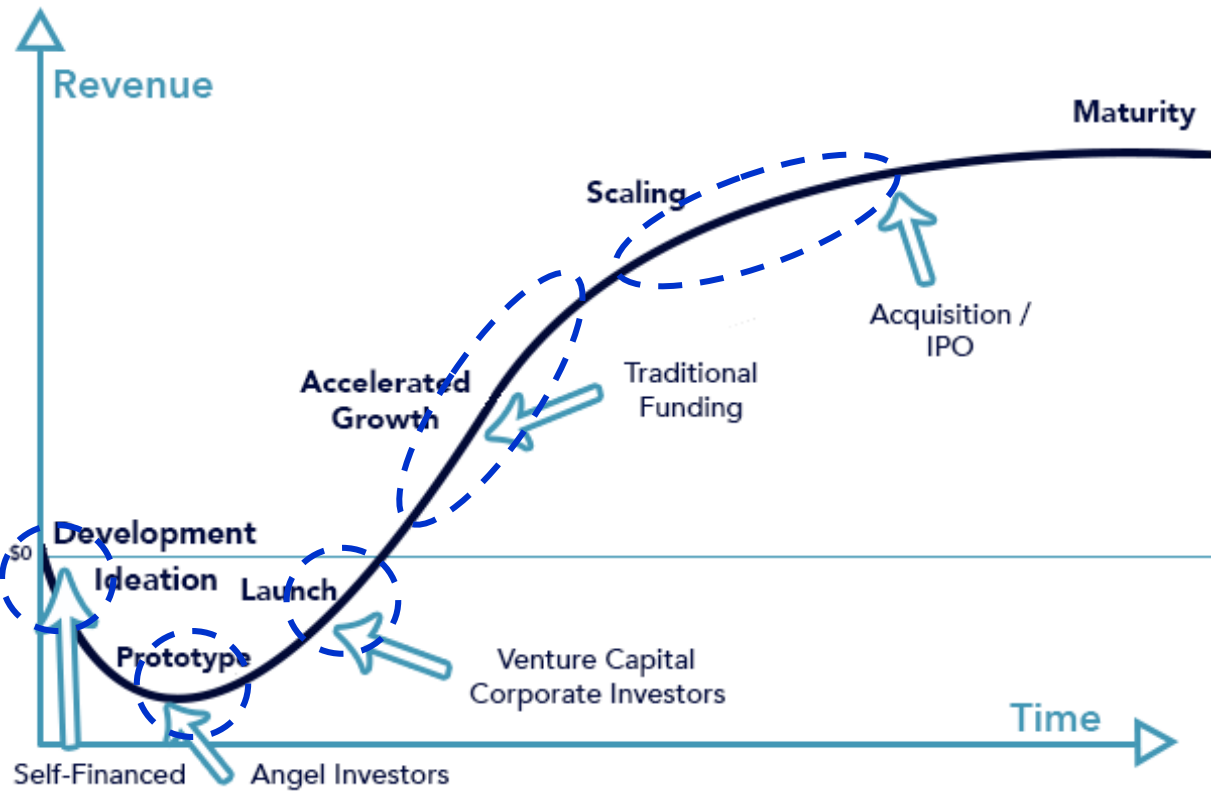 Revenue
Maturity
Scaling
Acquisition /
IPO
Traditional
Funding
Accelerated
Growth
Development
$0
Ideation
Launch
Prototype
Venture Capital
Corporate Investors
Time
Self-Financed
Angel Investors